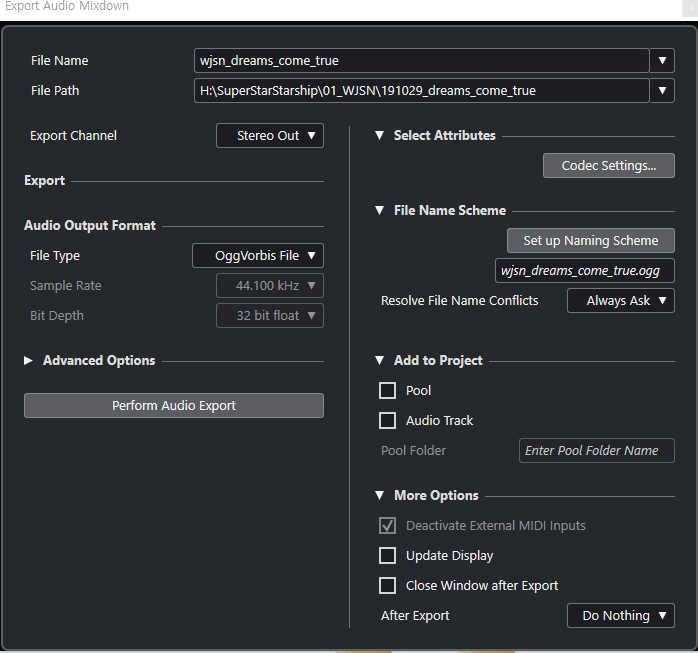 Export Audio Mixdown
File Name
wjsn_dreams_come_true
File Path
H:\SuperStarStarship\01_WJSN\191029_dreams_come_true
Export Channel
Stereo Out
Export
Audio Output Format
File Type
OggVorbis File
Sample Rate
44.100 kHz
Bit Depth
32 bit float
Advanced Options
Perform Audio Export
Select Attributes
Codec Settings...
File Name Scheme
Set up Naming Scheme
wjsn_dreams_come_true.ogg
Resolve File Name Conflicts
Always Ask
Add to Project
Pool
Audio Track
Pool Folder
Enter Pool Folder Name
More Options
Deactivate External MIDI Inputs
Update Display
Close Window after Export
After Export
Do Nothing